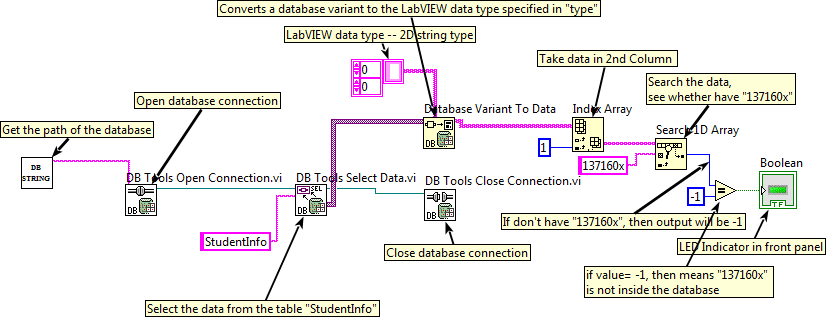 Converts a database variant to the LabVIEW data type specified in "type"
LabVIEW data type -- 2D string type
Take data in 2nd Column
0
0
Search the data,
see whether have "137160x"
Open database connection
Database Variant To Data
Index Array
Get the path of the database
DB
Search 1D Array
1
137160x
DB
STRING
DB Tools Open Connection.vi
DB Tools Select Data.vi
DB Tools Close Connection.vi
Boolean
DB
SEL
DB
DB
-1
=
TF
StudentInfo
If don't have "137160x", then output will be -1
Close database connection
LED Indicator in front panel
if value= -1, then means "137160x"
is not inside the database
Select the data from the table "StudentInfo"